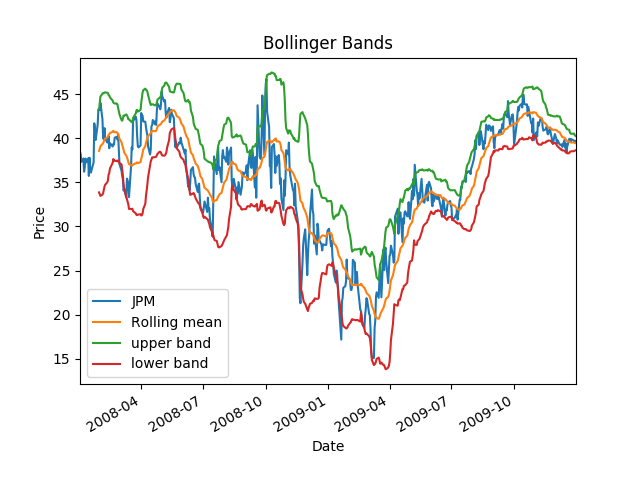 Bollinger Bands
45
40
35
30
25
20
15
Price
JPM
Rolling mean
upper band
lower band
2008-04
2008-07
2008-10
2009-01
2009-04
2009-07
2009-10
Date